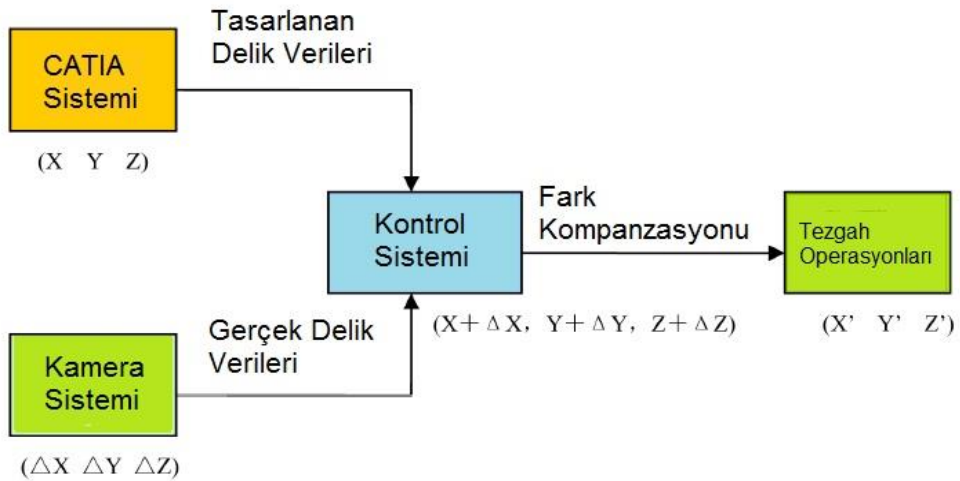 Tasarlanan
Delik Verileri
CATIA
Sistemi
(X Y Z)
Kontrol
Sistemi
Fark
Kompanzasyonu
Tezgah
Operasyonları
(X+ΔX, Y+ΔY, Z+ΔZ)
(X’ Y’ Z’)
Gerçek Delik
Verileri
Kamera
Sistemi
(△X △Y △Z)